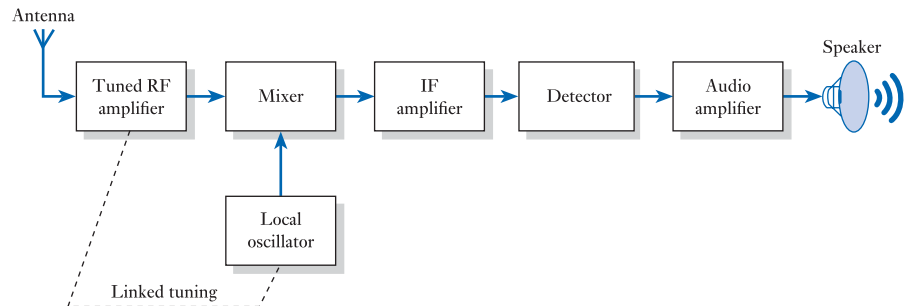 Antenna
Speaker
Tuned RF
amplifier
Mixer
IF
amplifier
Detector
Audio
amplifier
Local
oscillator
Linked tuning